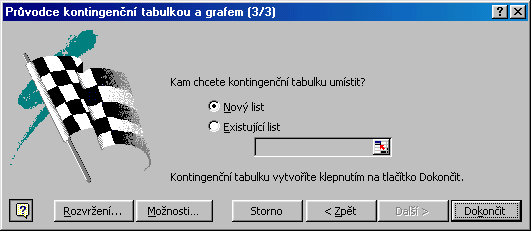 Průvodce kontingenční tabulkou a grafem (3/3)
Kam chcete kontingenční tabulku umístit?
Nový list
Existující list
Kontingenční tabulku vytvoříte klepnutím na tlačítko Dokončit.
Rozvržení... Možnosti... Storno < Zpět Další > Dokončit